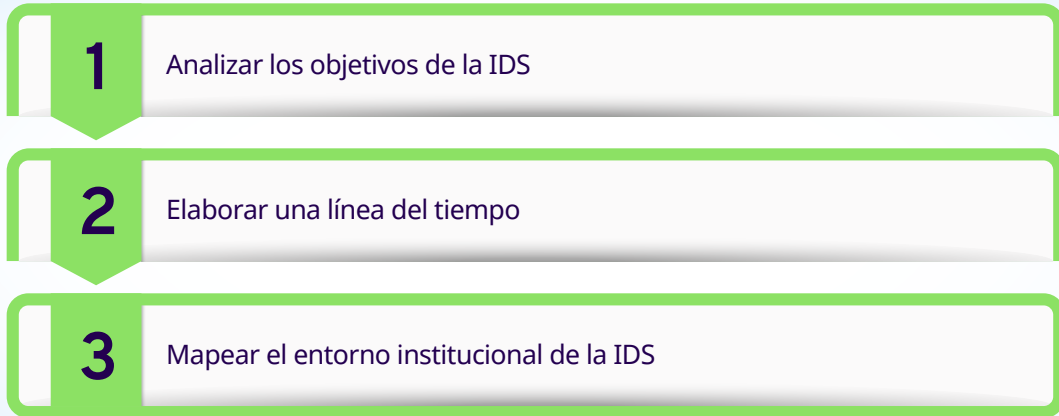 1
Analizar los objetivos de la IDS
2
Elaborar una línea del tiempo
3
Mapear el entorno institucional de la IDS